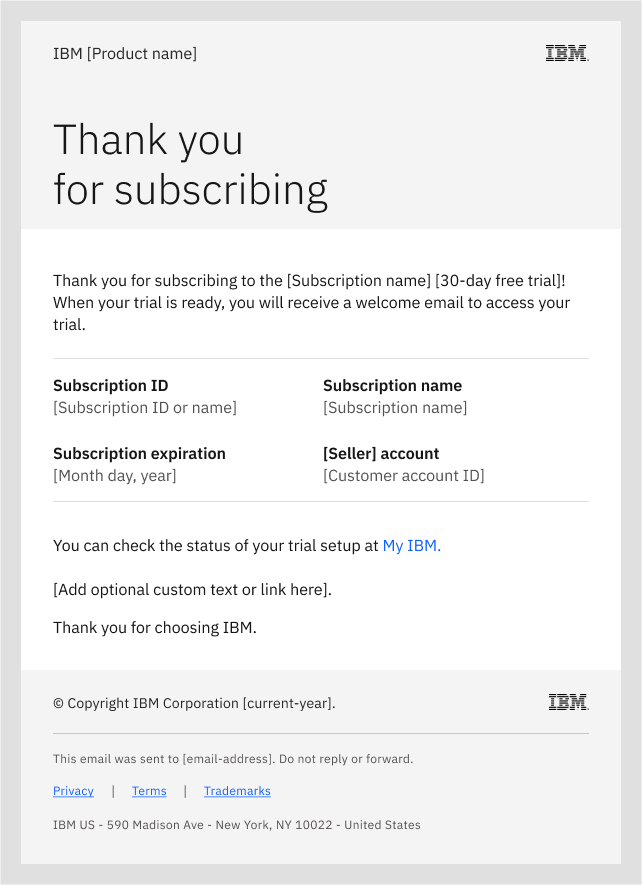 IBM [Product name]
IBM
Thank you
for subscribing
Thank you for subscribing to the [Subscription name] [30-day free trial]!
When your trial is ready, you will receive a welcome email to access your
trial.
Subscription ID
[Subscription ID or name]
Subscription name
[Subscription name]
Subscription expiration
[Month day, year]
[Seller] account
[Customer account ID]
You can check the status of your trial setup at My IBM.
[Add optional custom text or link here].
Thank you for choosing IBM.
© Copyright IBM Corporation [current-year].
IBM
This email was sent to [email-address]. Do not reply or forward.
Privacy | Terms | Trademarks
IBM US - 590 Madison Ave - New York, NY 10022 - United States